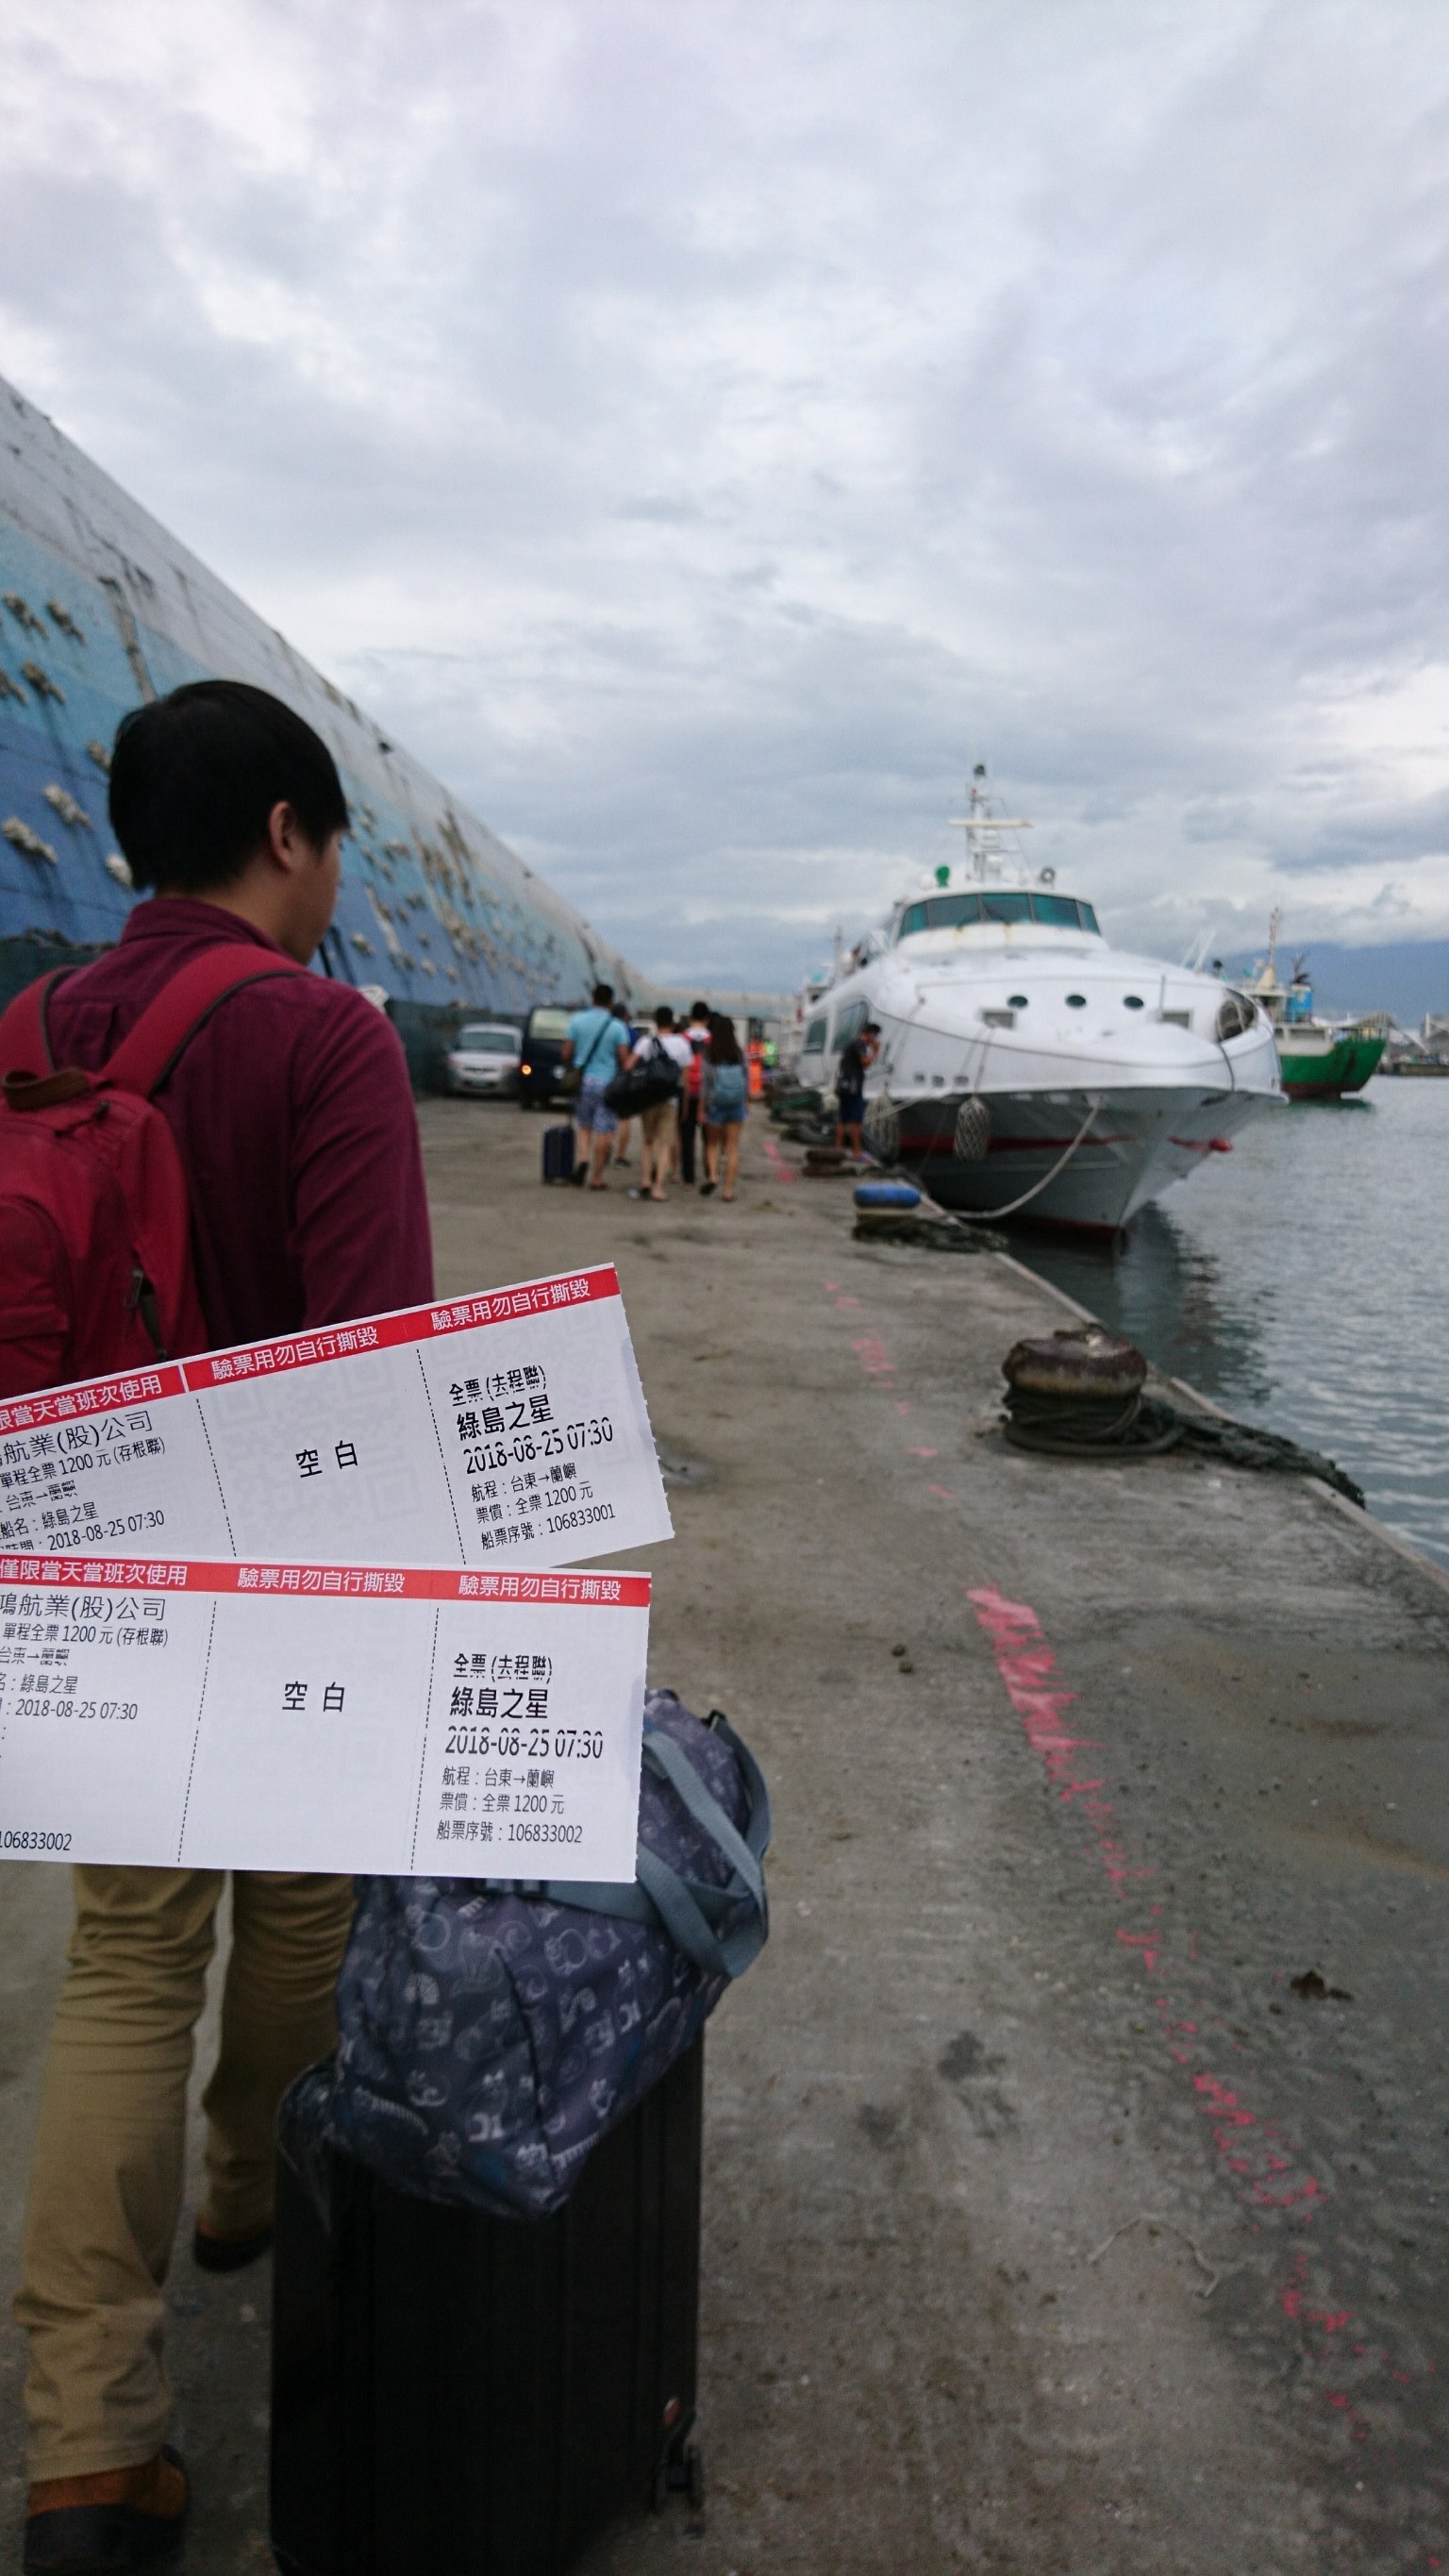 限當天當班次使用
驗票用勿自行撕毀
驗票用勿自行撕毀
航業(股)公司
單程全票 1200 元 (存根聯)
：台東→蘭嶼
船名：綠島之星
時間：2018-08-25 07:30
空 白
全票 (去程聯)
綠島之星
2018-08-25 07:30
航程：台東→蘭嶼
票價：全票 1200 元
船票序號：106833001
僅限當天當班次使用
驗票用勿自行撕毀
驗票用勿自行撕毀
鴻航業(股)公司
單程全票 1200 元 (存根聯)
台東→蘭嶼
名：綠島之星
：2018-08-25 07:30
106833002
空 白
全票 (去程聯)
綠島之星
2018-08-25 07:30
航程：台東→蘭嶼
票價：全票 1200 元
船票序號：106833002